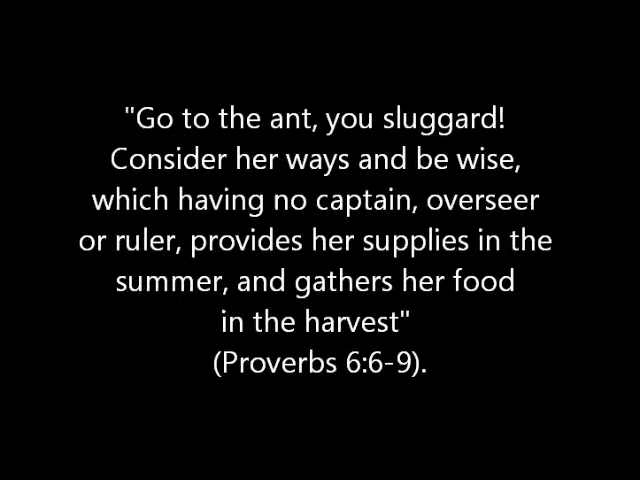 "Go to the ant, you sluggard!
Consider her ways and be wise,
which having no captain, overseer
or ruler, provides her supplies in the
summer, and gathers her food
in the harvest"
(Proverbs 6:6-9).